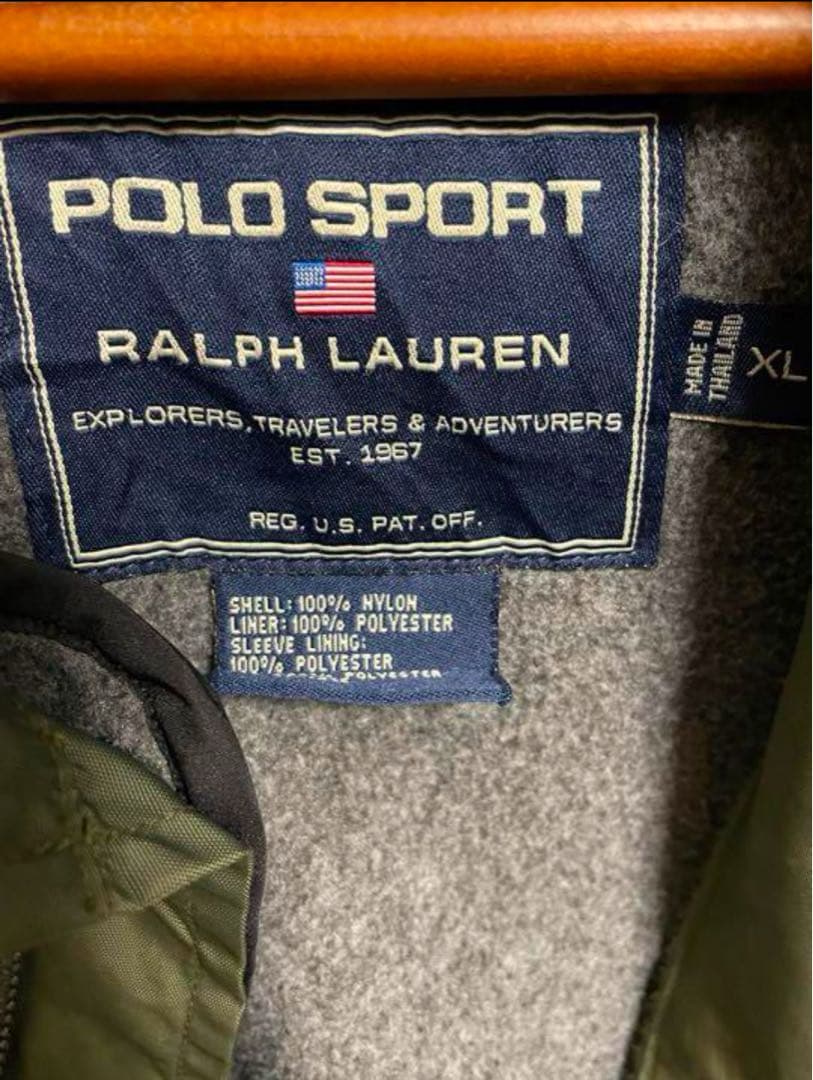 POLO SPORT
RALPH LAUREN
EXPLORERS, TRAVELERS & ADVENTURERS
EST. 1967
REG. U.S. PAT. OFF.
MADE IN
THAILAND
XL
SHELL: 100% NYLON
LINER: 100% POLYESTER
SLEEVE LINING:
100% POLYESTER
POLYESTER